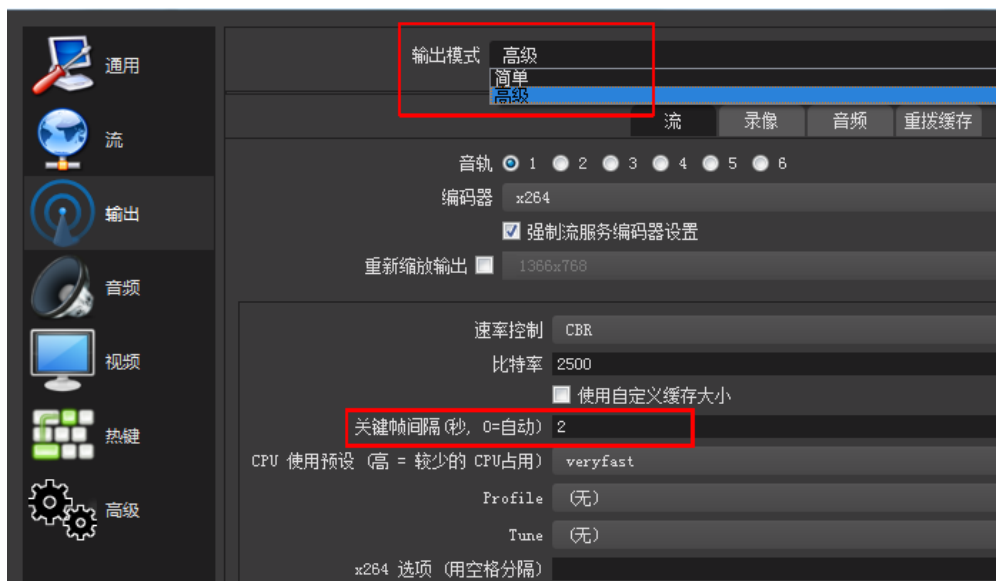 通用
流
输出
音频
视频
热键
高级
输出模式 高级
简单
高级
流 录像 音频 重拨缓存
音轨 1 2 3 4 5 6
编码器 x264
强制流服务编码器设置
重新缩放输出 1366x768
速率控制 CBR
比特率 2500
使用自定义缓存大小
关键帧间隔(秒, 0=自动) 2
CPU 使用预设 (高 = 较少的 CPU占用) veryfast
Profile (无)
Tune (无)
x264 选项 (用空格分隔)